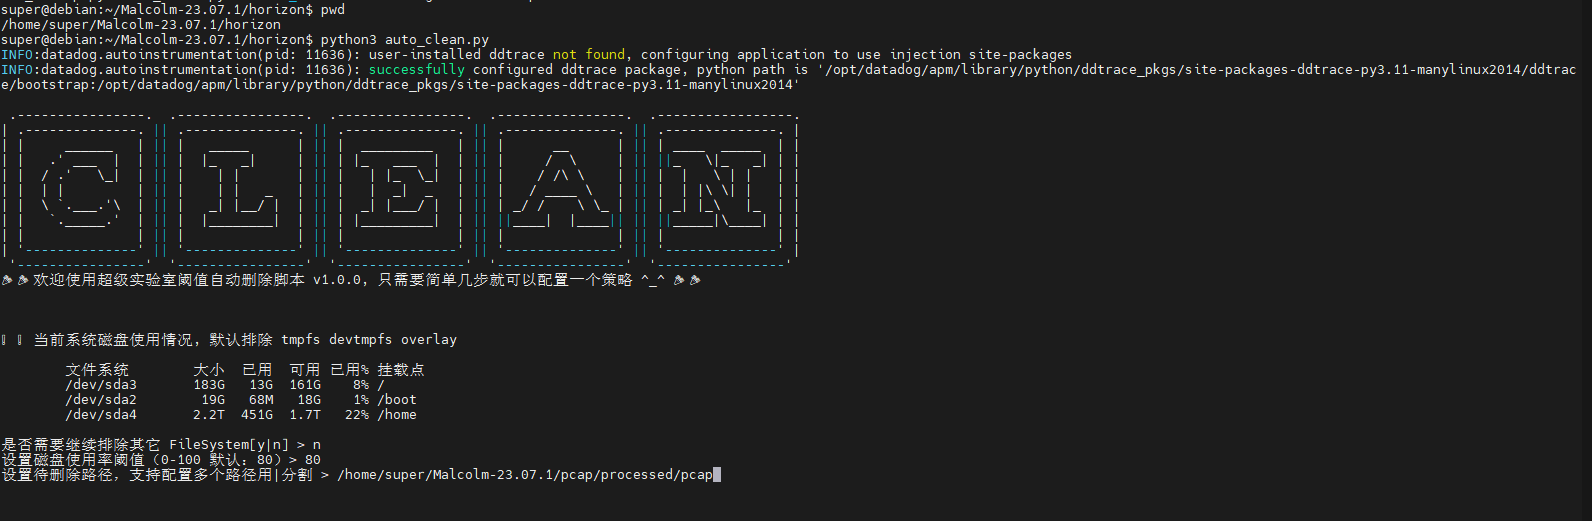 super@debian:~/Malcolm-23.07.1/horizon$ pwd
/home/super/Malcolm-23.07.1/horizon
super@debian:~/Malcolm-23.07.1/horizon$ python3 auto_clean.py
INFO:datadog.autoinstrumentation(pid: 11636): user-installed ddtrace not found, configuring application to use injection site-packages
INFO:datadog.autoinstrumentation(pid: 11636): successfully configured ddtrace package, python path is '/opt/datadog/apm/library/python/ddtrace_pkgs/site-packages-ddtrace-py3.11-manylinux2014/ddtrac
e/bootstrap:/opt/datadog/apm/library/python/ddtrace_pkgs/site-packages-ddtrace-py3.11-manylinux2014'
CLEAN
欢迎使用超级实验室阈值自动删除脚本 v1.0.0, 只需要简单几步就可以配置一个策略 ^_^
当前系统磁盘使用情况, 默认排除 tmpfs devtmpfs overlay
文件系统 大小 已用 可用 已用% 挂载点
/dev/sda3 183G 13G 161G 8% /
/dev/sda2 19G 68M 18G 1% /boot
/dev/sda4 2.2T 451G 1.7T 22% /home
是否需要继续排除其它 FileSystem[y|n] > n
设置磁盘使用率阈值（0-100 默认：80）> 80
设置待删除路径, 支持配置多个路径用|分割 > /home/super/Malcolm-23.07.1/pcap/processed/pcap